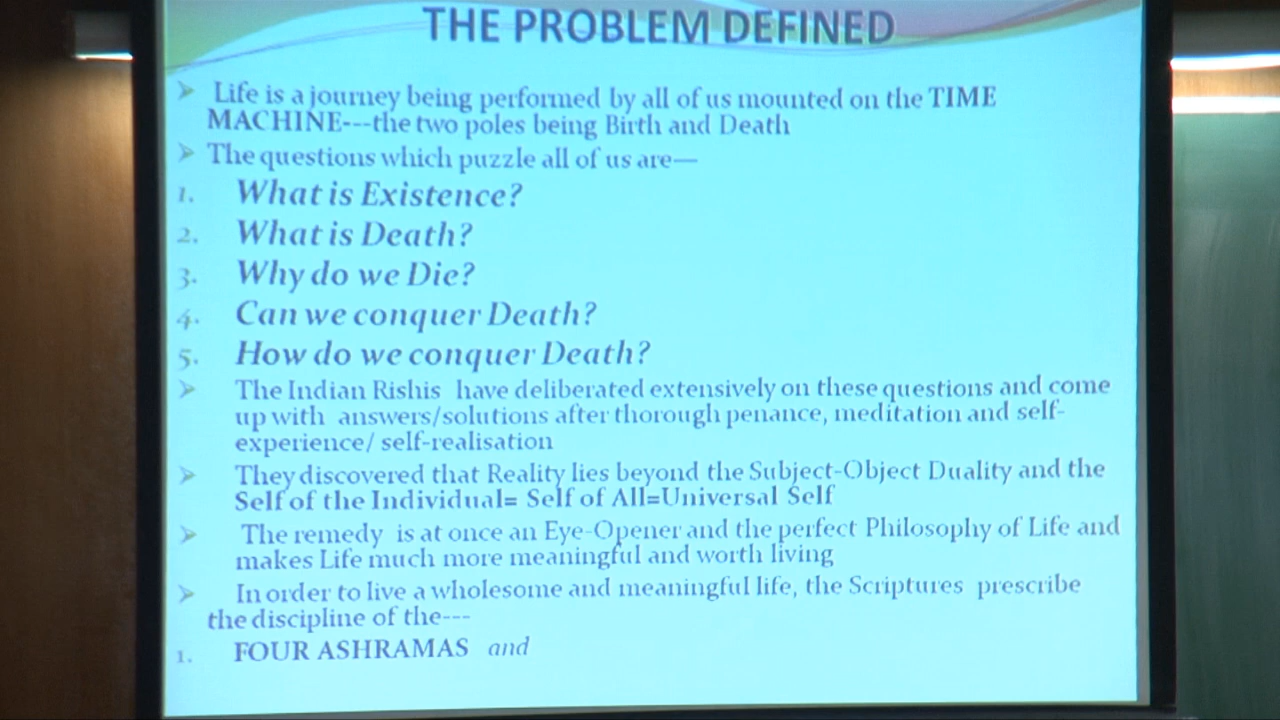 THE PROBLEM DEFINED
➢ Life is a journey being performed by all of us mounted on the TIME
MACHINE---the two poles being Birth and Death
➢ The questions which puzzle all of us are—
1. What is Existence?
2. What is Death?
3. Why do we Die?
4. Can we conquer Death?
5. How do we conquer Death?
➢ The Indian Rishis have deliberated extensively on these questions and come
up with answers/solutions after thorough penance, meditation and self-
experience/ self-realisation
➢ They discovered that Reality lies beyond the Subject-Object Duality and the
Self of the Individual= Self of All=Universal Self
➢ The remedy is at once an Eye-Opener and the perfect Philosophy of Life and
makes Life much more meaningful and worth living
➢ In order to live a wholesome and meaningful life, the Scriptures prescribe
the discipline of the---
1. FOUR ASHRAMAS and